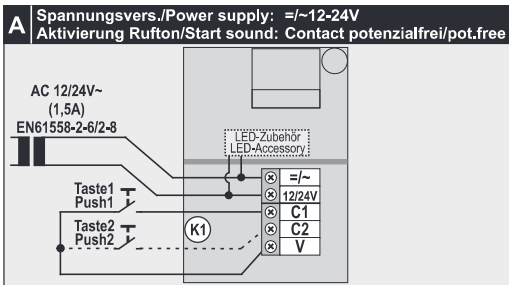 A
Spannungsvers./Power supply: =/~12-24V
Aktivierung Rufton/Start sound: Contact potenzialfrei/pot.free
AC 12/24V~
(1,5A)
EN61558-2-6/2-8
LED-Zubehör
LED-Accessory
=/~
12/24V
Taste1
Push1
C1
Taste2
Push2
K1
C2
V